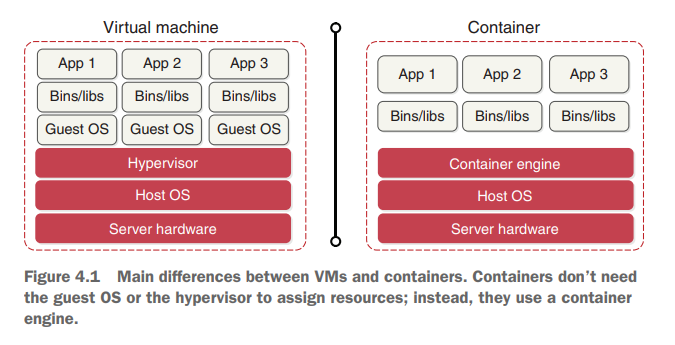 Virtual machine
App 1 App 2 App 3
Bins/libs Bins/libs Bins/libs
Guest OS Guest OS Guest OS
Hypervisor
Host OS
Server hardware
Container
App 1 App 2 App 3
Bins/libs Bins/libs Bins/libs
Container engine
Host OS
Server hardware
Figure 4.1 Main differences between VMs and containers. Containers don’t need
the guest OS or the hypervisor to assign resources; instead, they use a container
engine.